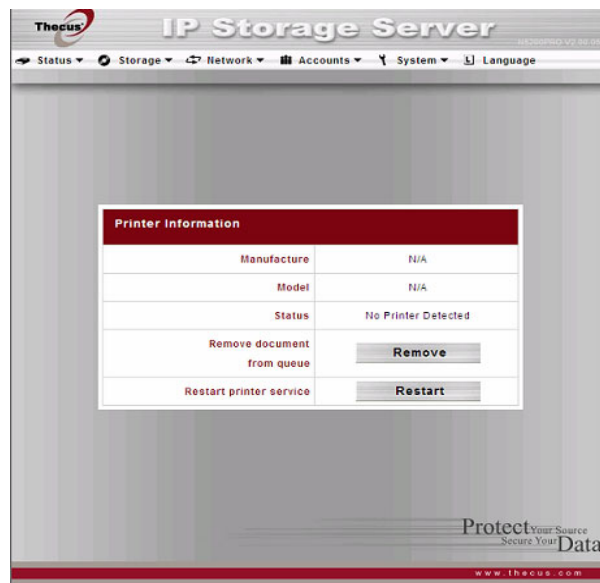 Thecus
IP Storage Server
Status Storage Network Accounts System Language
Printer Information
Manufacture N/A
Model N/A
Status No Printer Detected
Remove document
from queue
Remove
Restart printer service Restart
Protect Your Source
Secure Your Data
www.thecus.com